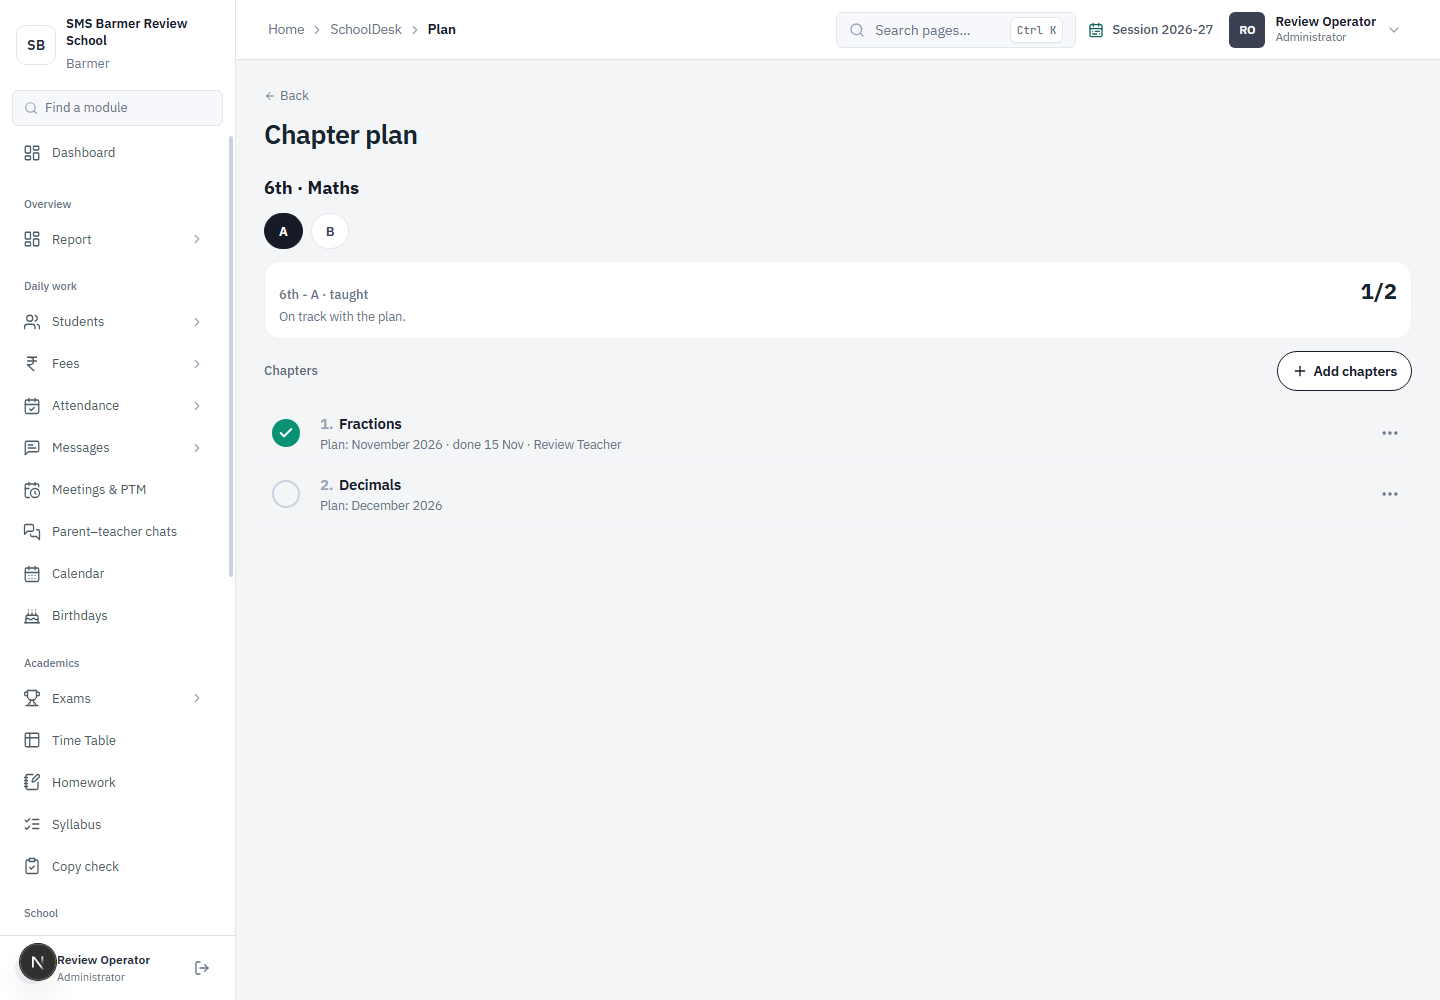 SMS Barmer Review
School
SB
Barmer
Find a module
Dashboard
Overview
Report
Daily work
Students
Fees
Attendance
Messages
Meetings & PTM
Parent–teacher chats
Calendar
Birthdays
Academics
Exams
Time Table
Homework
Syllabus
Copy check
School
N
Review Operator
Administrator
Home
SchoolDesk
Plan
Search pages...
Ctrl K
Session 2026-27
RO
Review Operator
Administrator
← Back
Chapter plan
6th · Maths
A
B
6th - A · taught
1/2
On track with the plan.
Chapters
+ Add chapters
1. Fractions
Plan: November 2026 · done 15 Nov · Review Teacher
2. Decimals
Plan: December 2026